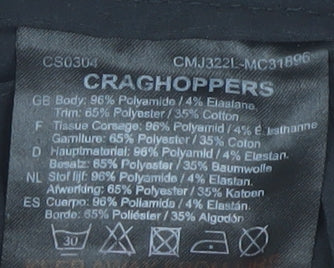 CS0304 CMJ322L-MC31896
CRAGHOPPERS
GB Body: 96% Polyamide / 4% Elastane.
Trim: 65% Polyester / 35% Cotton
F Tissue Corsage: 96% Polyamid / 4% Élasthanne
Garniture: 65% Polyester / 35% Coton
D Hauptmaterial: 96% Polyamid / 4% Elastan.
Besatz: 65% Polyester / 35% Baumwolle
NL Stof lijf: 96% Polyamide / 4% Elastan.
Afwerking: 65% Polyester / 35% Katoen
ES Cuerpo: 96% Poliamida / 4% Elastán.
Borde: 65% Poliéster / 35% Algodón
30